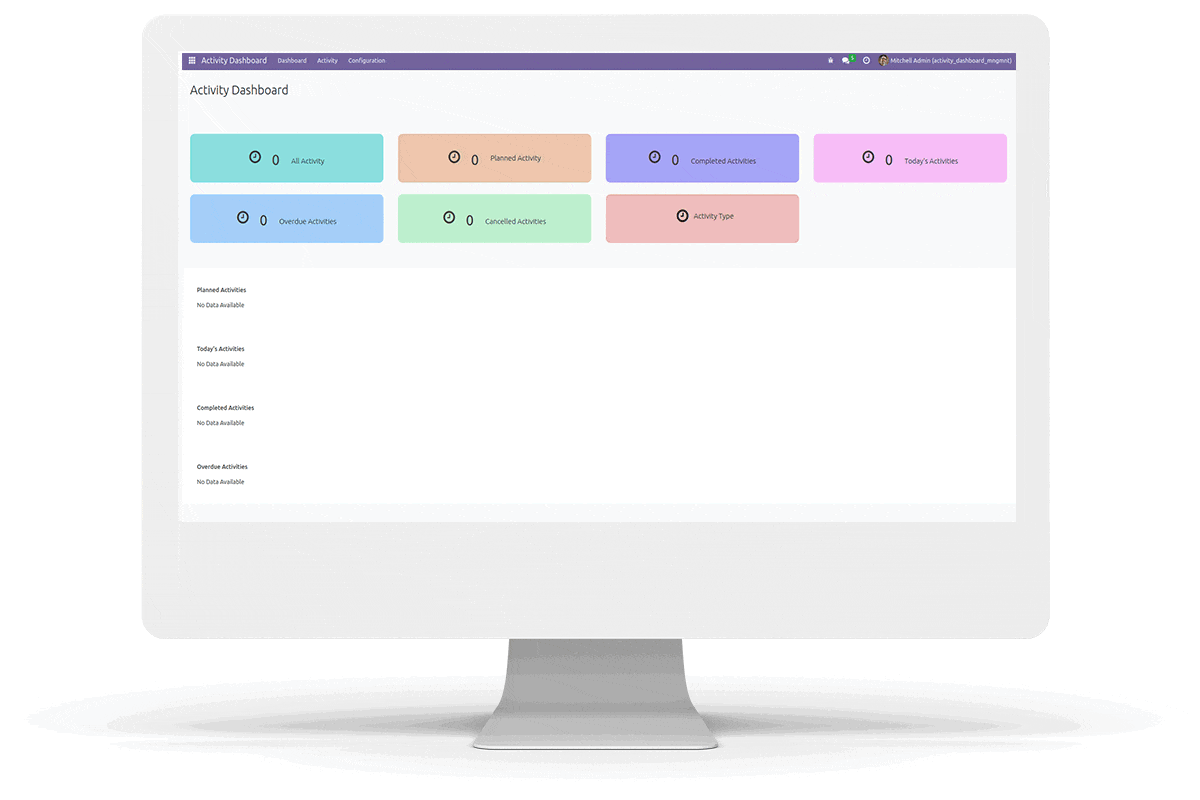 Activity Dashboard Dashboard Activity Configuration 5 Mitchell Admin (activity_dashboard_mngmnt)
Activity Dashboard
0 All Activity
0 Planned Activity
0 Completed Activities
0 Today's Activities
0 Overdue Activities
0 Cancelled Activities
Activity Type
Planned Activities
No Data Available
Today's Activities
No Data Available
Completed Activities
No Data Available
Overdue Activities
No Data Available